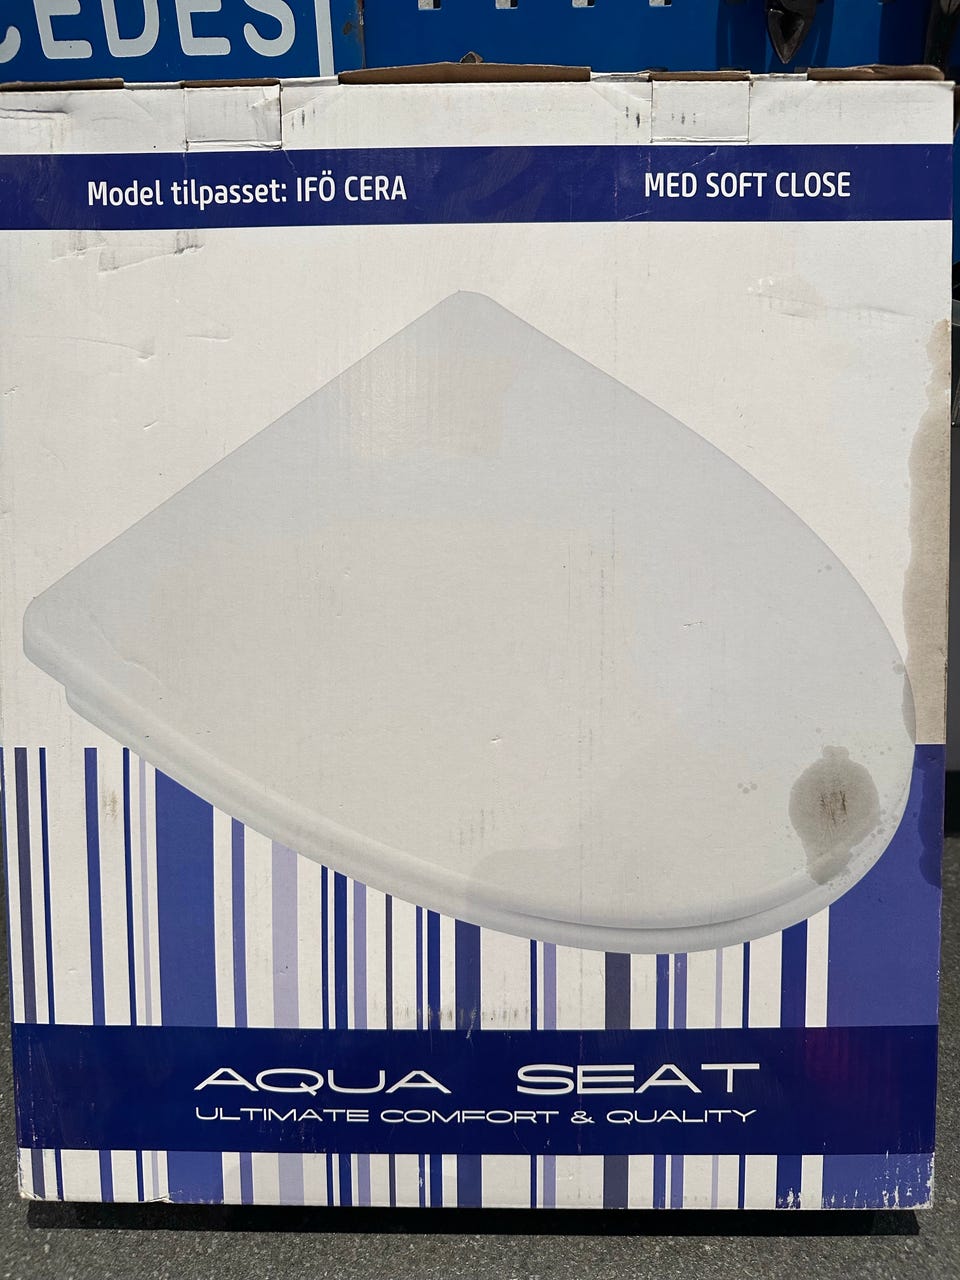 CEDES
Model tilpasset: IFÖ CERA
MED SOFT CLOSE
AQUA SEAT
ULTIMATE COMFORT & QUALITY